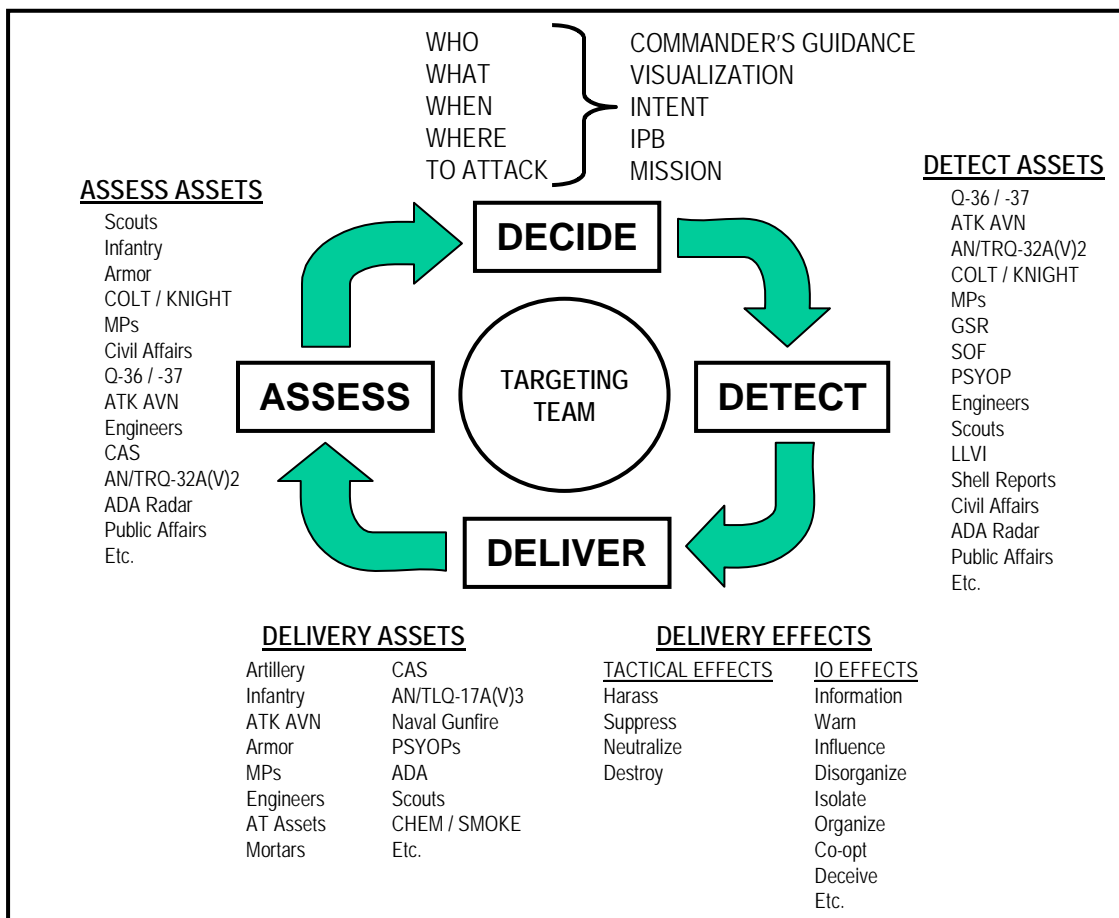 WHO
WHAT
WHEN
WHERE
TO ATTACK
COMMANDER'S GUIDANCE
VISUALIZATION
INTENT
IPB
MISSION
ASSESS ASSETS
Scouts
Infantry
Armor
COLT / KNIGHT
MPs
Civil Affairs
Q-36 / -37
ATK AVN
Engineers
CAS
AN/TRQ-32A(V)2
ADA Radar
Public Affairs
Etc.
DECIDE
ASSESS
TARGETING
TEAM
DETECT
DELIVER
DETECT ASSETS
Q-36 / -37
ATK AVN
AN/TRQ-32A(V)2
COLT / KNIGHT
MPs
GSR
SOF
PSYOP
Engineers
Scouts
LLVI
Shell Reports
Civil Affairs
ADA Radar
Public Affairs
Etc.
DELIVERY ASSETS
Artillery
Infantry
ATK AVN
Armor
MPs
Engineers
AT Assets
Mortars
CAS
AN/TLQ-17A(V)3
Naval Gunfire
PSYOPs
ADA
Scouts
CHEM / SMOKE
Etc.
DELIVERY EFFECTS
TACTICAL EFFECTS
Harass
Suppress
Neutralize
Destroy
IO EFFECTS
Information
Warn
Influence
Disorganize
Isolate
Organize
Co-opt
Deceive
Etc.